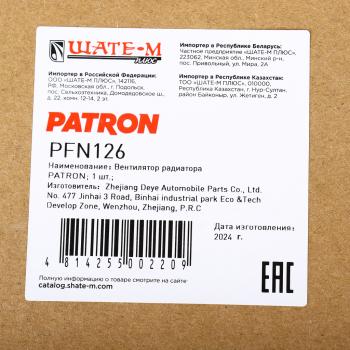 ШАТЕ-М
ПЛЮС
Импортер в Республику Беларусь:
Частное предприятие «ШАТЕ-М ПЛЮС»,
223062, Минская обл., Минский р-н,
пос. Привольный, ул. Мира, 2А
Импортер в Российской Федерации:
ООО «ШАТЕ-М ПЛЮС», 142116,
РФ, Московская обл., г. Подольск,
пос. Сельхозтехника, Домодедовское ш.,
д. 22, комн. 12-14, 2 эт.
Импортер в Республику Казахстан:
ТОО «ШАТЕ-М ПЛЮС», 010000,
Республика Казахстан, г. Нур-Султан,
район Байконыр, ул. Жетиген, д. 2
PATRON
PFN126
Наименование: Вентилятор радиатора
PATRON; 1 шт.;
Изготовитель: Zhejiang Deye Automobile Parts Co., Ltd.
No. 477 Jinhai 3 Road, Binhai industrial park Eco &Tech
Develop Zone, Wenzhou, Zhejiang, P.R.C
Дата изготовления:
2024 г.
4 814255 002209
EAC
Подробную информацию о товаре смотрите на сайте
catalog.shate-m.com